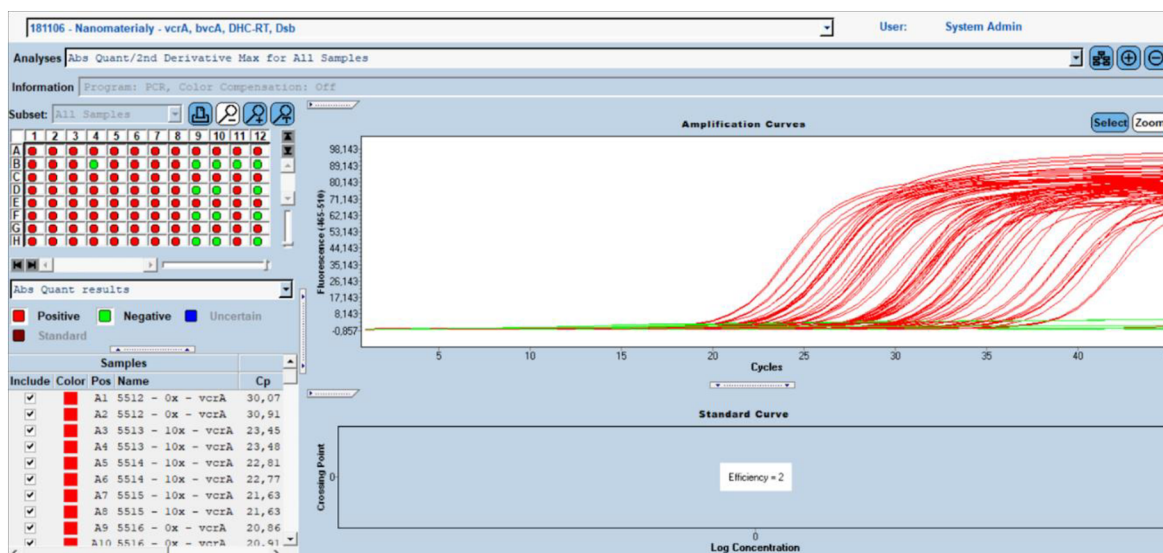 181106 - Nanomaterialy - vcrA, bvcA, DHC-RT, Dsb
User: System Admin
Analyses Abs Quant/2nd Derivative Max for All Samples
Information Program: PCR, Color Compensation: Off
Subset: All Samples
1 2 3 4 5 6 7 8 9 10 11 12
A
B
C
D
E
F
G
H
Abs Quant results
Positive Negative Uncertain
Standard
Samples
Include Color Pos Name Cp
A1 5512 - 0x - vcrA 30,07
A2 5512 - 0x - vcrA 30,91
A3 5513 - 10x - vcrA 23,45
A4 5513 - 10x - vcrA 23,48
A5 5514 - 10x - vcrA 22,81
A6 5514 - 10x - vcrA 22,77
A7 5515 - 10x - vcrA 21,63
A8 5515 - 10x - vcrA 21,63
A9 5516 - 0x - vcrA 20,86
A10 5516 - 0x - vcrA 20,91
Amplification Curves
Select Zoom
Fluorescence (465-510)
98,143
89,143
80,143
71,143
62,143
53,143
44,143
35,143
26,143
17,143
8,143
-0,857
5 10 15 20 25 30 35 40
Cycles
Standard Curve
Crossing Point
0
Efficiency = 2
0
Log Concentration